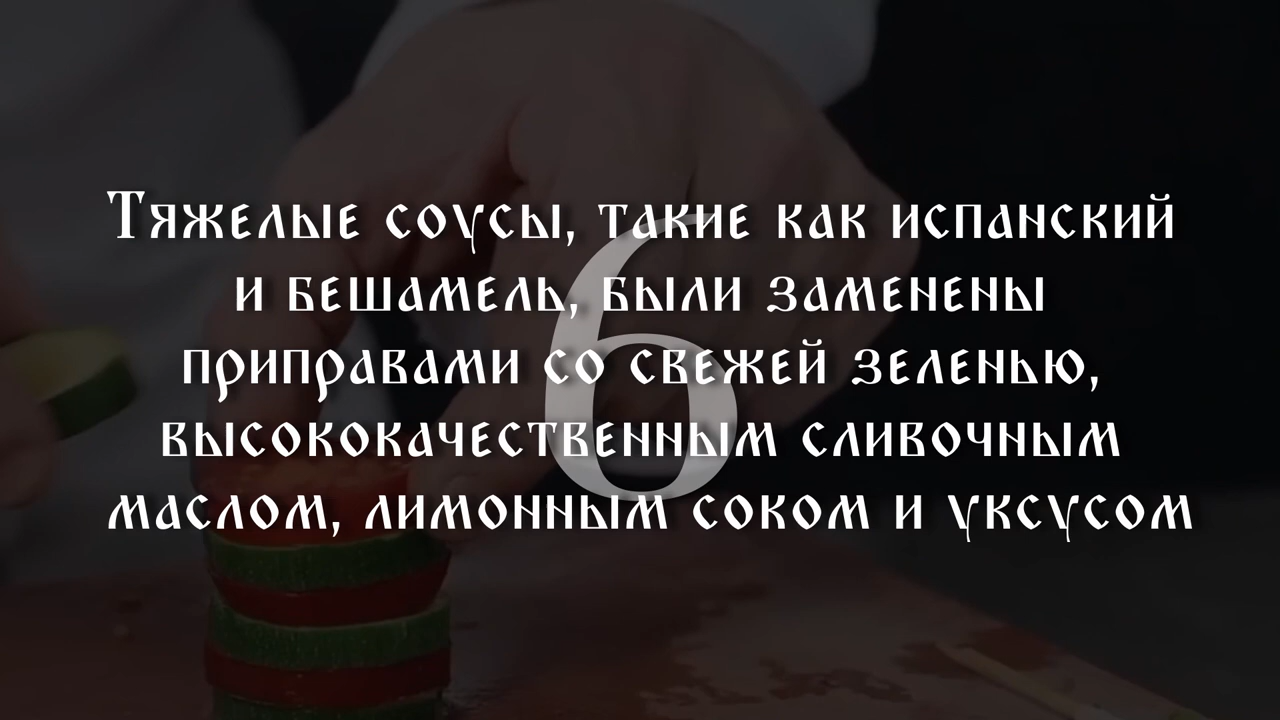 Тяжелые соусы, такие как испанский
и бешамель, были заменены
приправами со свежей зеленью,
высококачественным сливочным
маслом, лимонным соком и уксусом
6